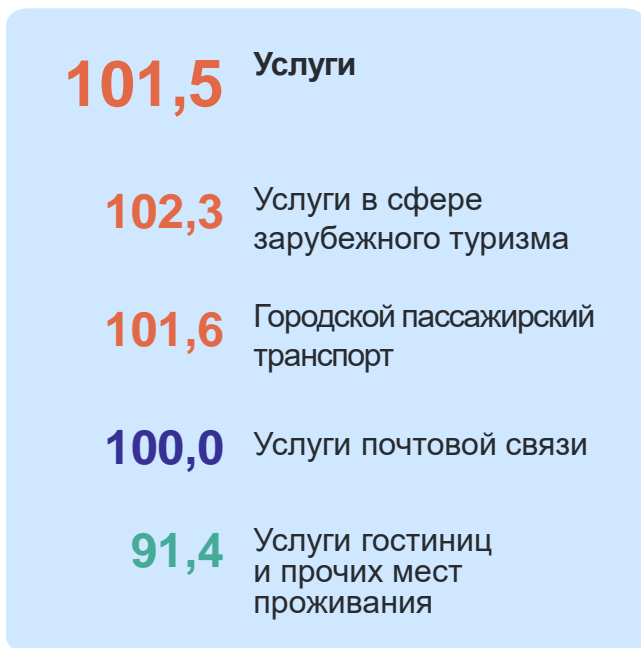 101,5 Услуги
102,3 Услуги в сфере
зарубежного туризма
101,6 Городской пассажирский
транспорт
100,0 Услуги почтовой связи
91,4 Услуги гостиниц
и прочих мест
проживания